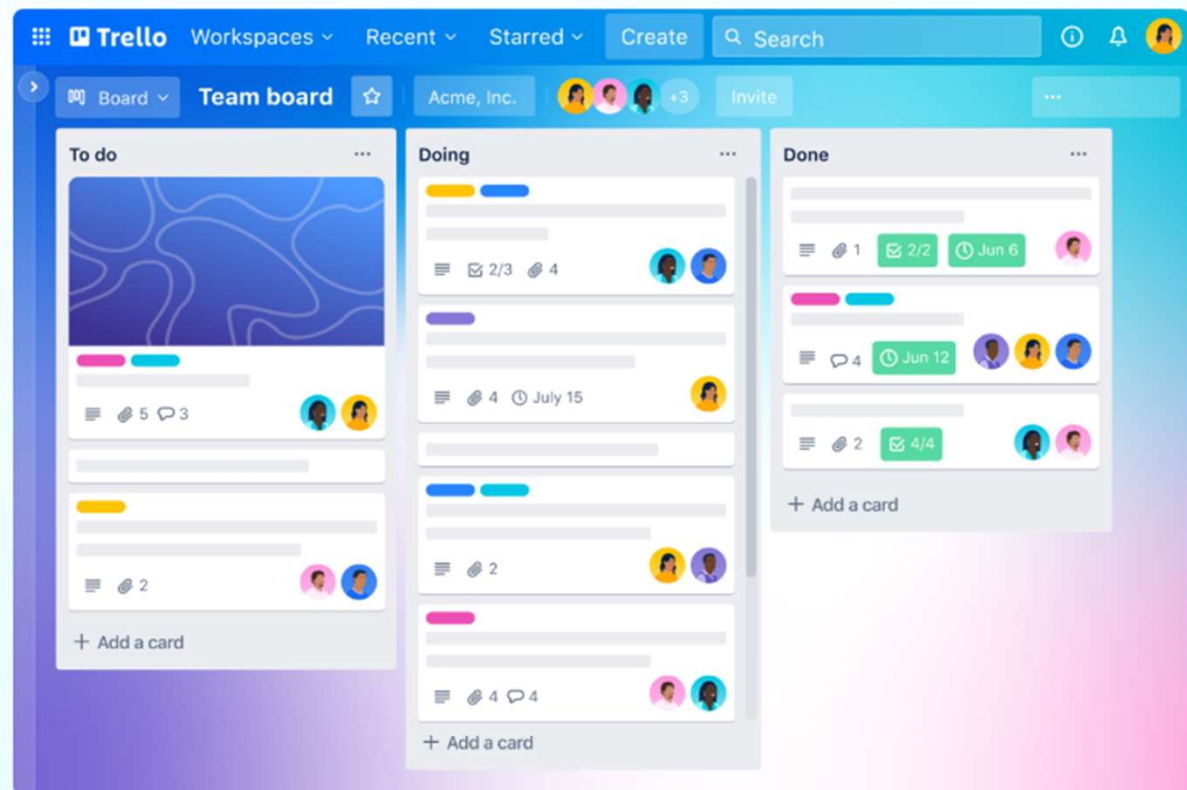 Trello Workspaces Recent Starred Create Search
Board Team board Acme, Inc. +3 Invite ...
To do ...
5 3
2
+ Add a card
Doing ...
2/3 4
4 July 15
2
4 4
+ Add a card
Done ...
1 2/2 Jun 6
4 Jun 12
2 4/4
+ Add a card